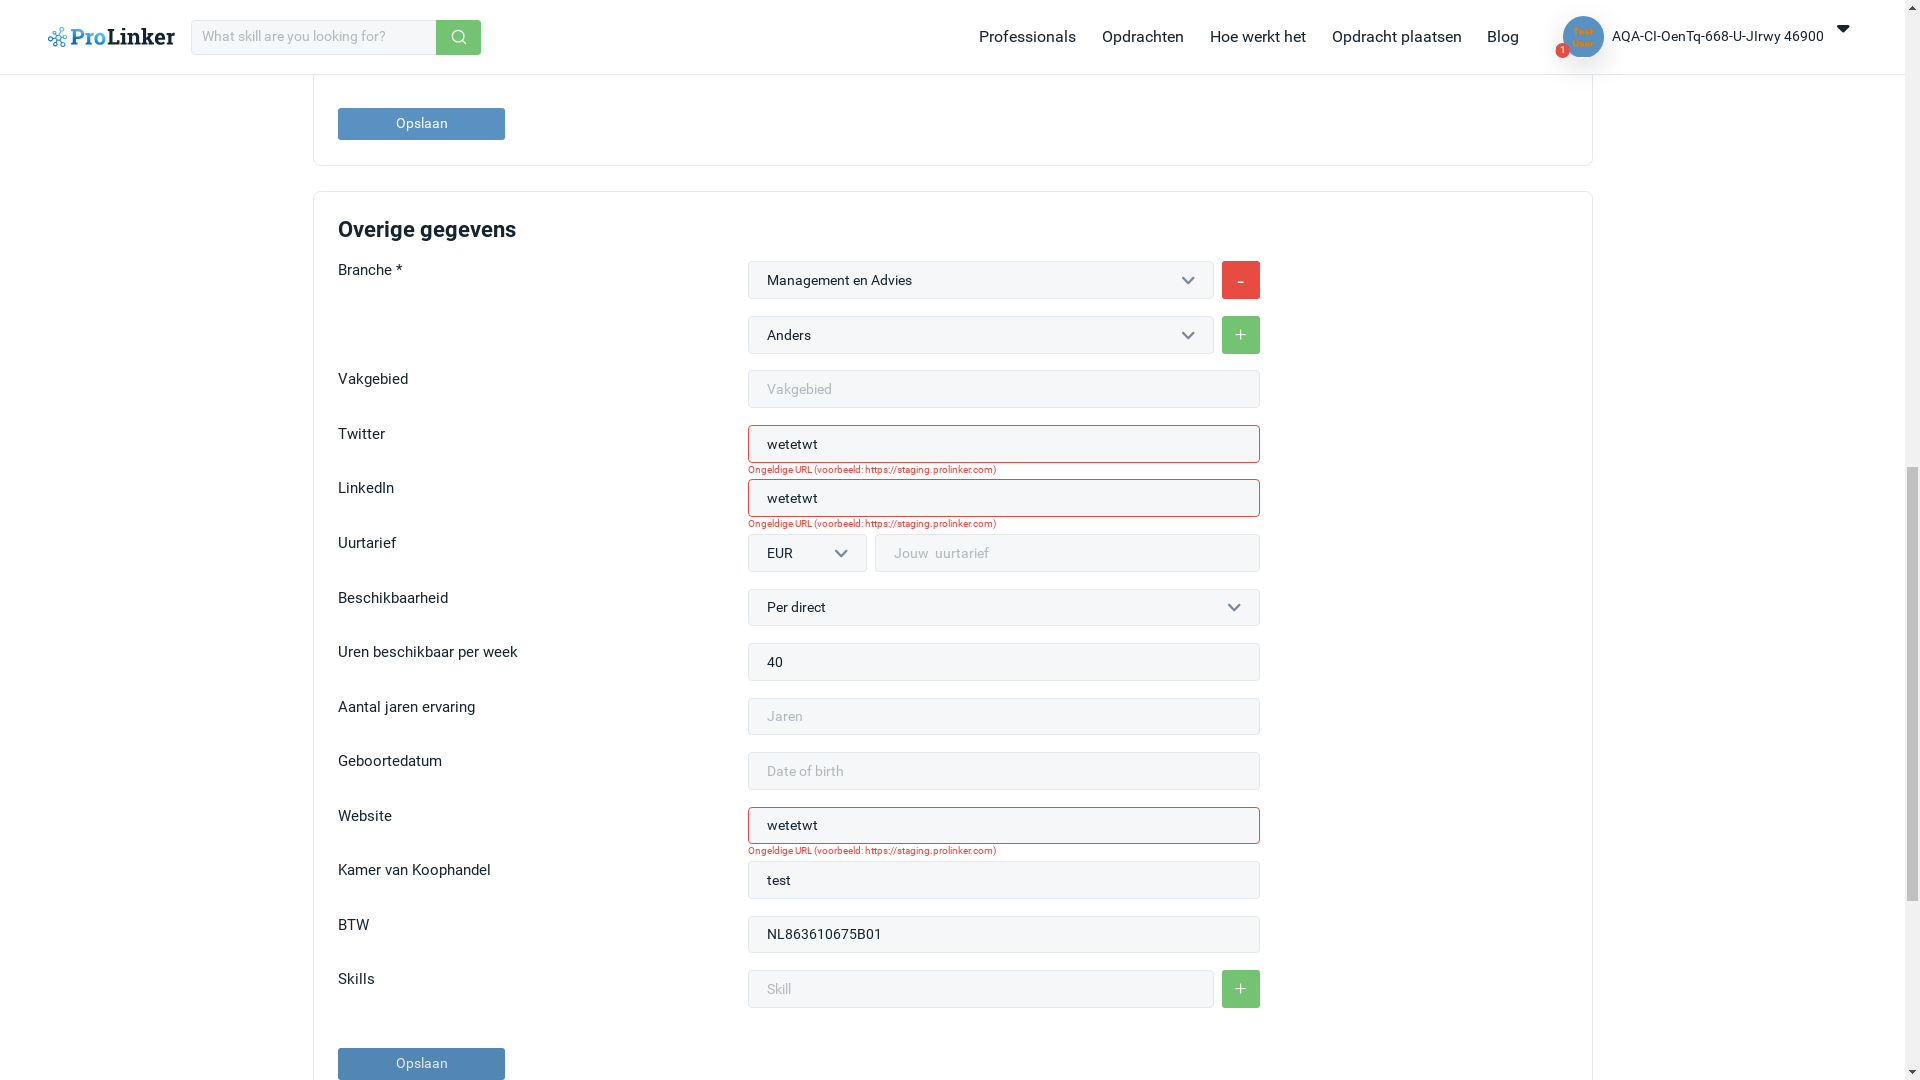 ProLinker
What skill are you looking for?
Professionals
Opdrachten
Hoe werkt het
Opdracht plaatsen
Blog
Test
User
1
AQA-CI-OenTq-668-U-JIrwy 46900
Opslaan
Overige gegevens
Branche *
Management en Advies
-
Anders
+
Vakgebied
Vakgebied
Twitter
wetetwt
Ongeldige URL (voorbeeld: https://staging.prolinker.com)
LinkedIn
wetetwt
Ongeldige URL (voorbeeld: https://staging.prolinker.com)
Uurtarief
EUR
Jouw uurtarief
Beschikbaarheid
Per direct
Uren beschikbaar per week
40
Aantal jaren ervaring
Jaren
Geboortedatum
Date of birth
Website
wetetwt
Ongeldige URL (voorbeeld: https://staging.prolinker.com)
Kamer van Koophandel
test
BTW
NL863610675B01
Skills
Skill
+
Opslaan